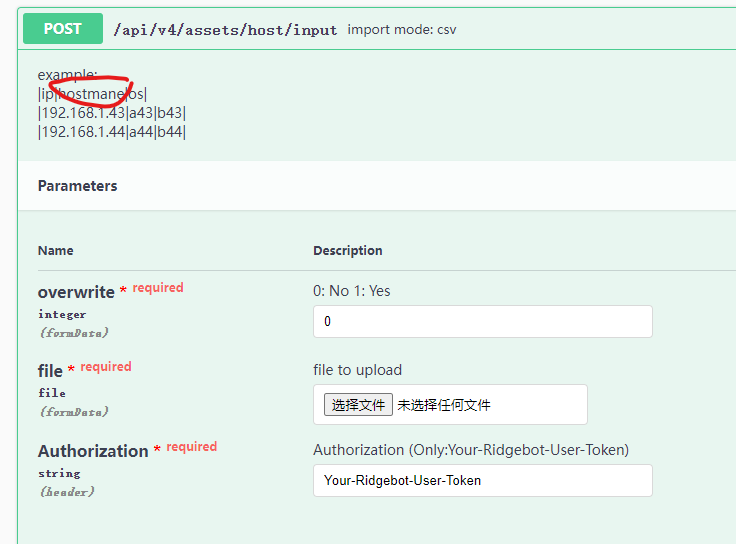 POST /api/v4/assets/host/input import mode: csv
example:
|ip|hostmane|os|
|192.168.1.43|a43|b43|
|192.168.1.44|a44|b44|
Parameters
Name Description
overwrite * required 0: No 1: Yes
integer 0
(formData)
file * required file to upload
file 选择文件 未选择任何文件
(formData)
Authorization * required Authorization (Only:Your-Ridgebot-User-Token)
string Your-Ridgebot-User-Token
(header)